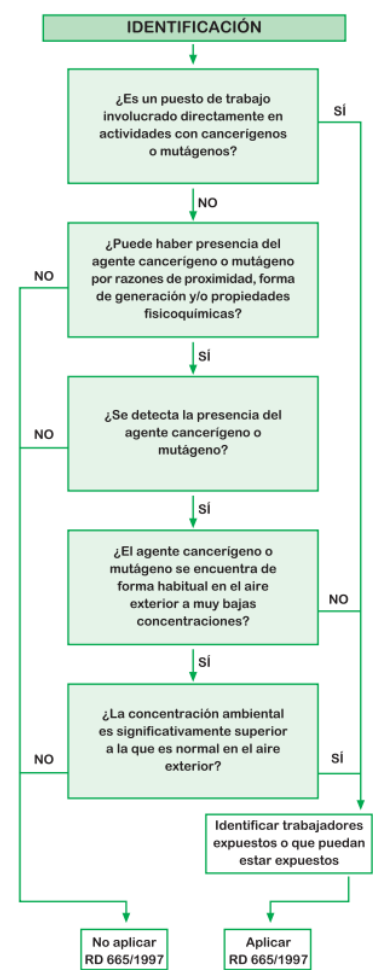 IDENTIFICACIÓN
¿Es un puesto de trabajo
involucrado directamente en
actividades con cancerígenos
o mutágenos?
SÍ
NO
¿Puede haber presencia del
agente cancerígeno o mutágeno
por razones de proximidad, forma
de generación y/o propiedades
fisicoquímicas?
NO
SÍ
¿Se detecta la presencia del
agente cancerígeno o
mutágeno?
NO
SÍ
¿El agente cancerígeno o
mutágeno se encuentra de
forma habitual en el aire
exterior a muy bajas
concentraciones?
NO
SÍ
¿La concentración ambiental
es significativamente superior
a la que es normal en el aire
exterior?
NO
SÍ
Identificar trabajadores
expuestos o que puedan
estar expuestos
No aplicar
RD 665/1997
Aplicar
RD 665/1997